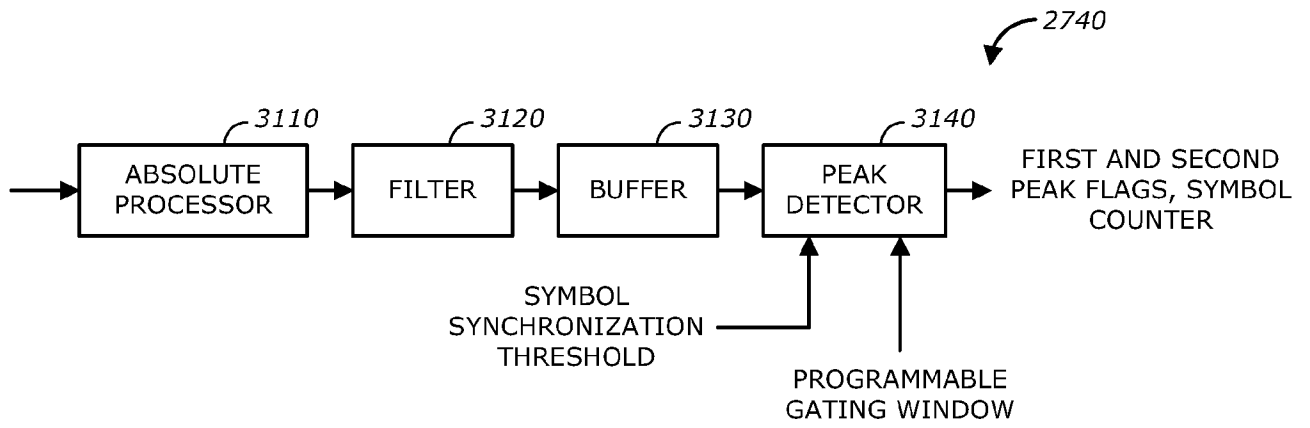 2740
3110
3120
3130
3140
ABSOLUTE
PROCESSOR
FILTER
BUFFER
PEAK
DETECTOR
FIRST AND SECOND
PEAK FLAGS, SYMBOL
COUNTER
SYMBOL
SYNCHRONIZATION
THRESHOLD
PROGRAMMABLE
GATING WINDOW